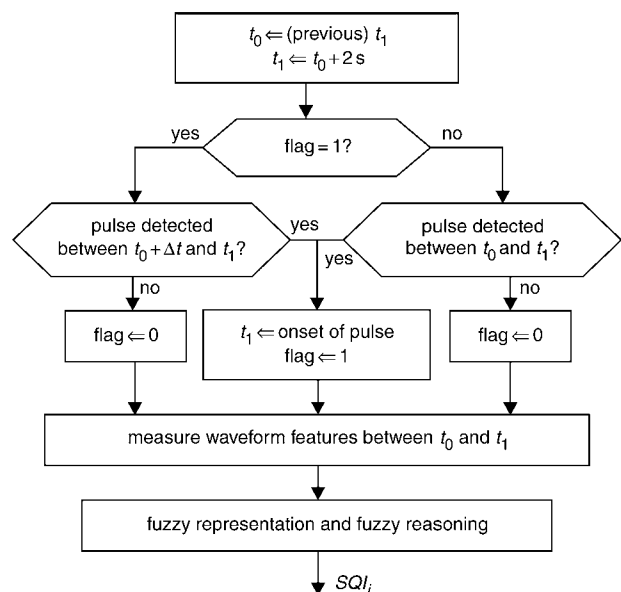 t0 ⇐ (previous) t1
t1 ⇐ t0 + 2 s
yes
flag = 1?
no
pulse detected
between t0 + Δt and t1?
yes
yes
pulse detected
between t0 and t1?
no
no
flag ⇐ 0
t1 ⇐ onset of pulse
flag ⇐ 1
flag ⇐ 0
measure waveform features between t0 and t1
fuzzy representation and fuzzy reasoning
SQIi